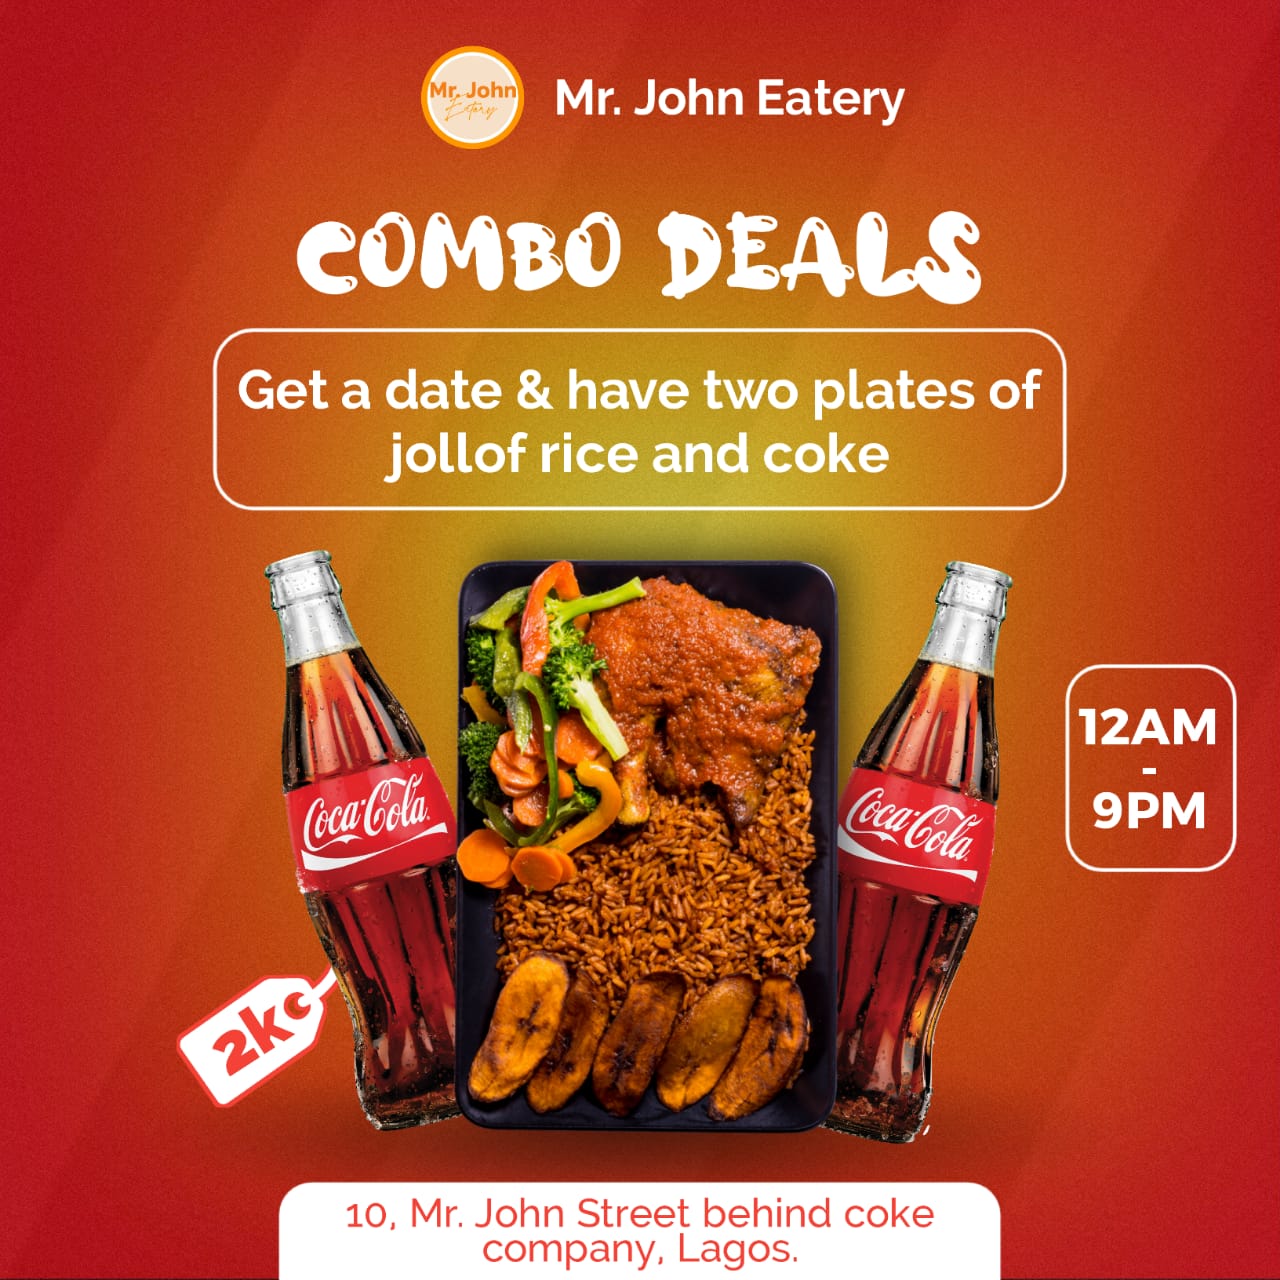 Mr. John
Eatery
Mr. John Eatery
COMBO DEALS
Get a date & have two plates of
jollof rice and coke
Coca-Cola
Coca-Cola
12AM
-
9PM
2k
10, Mr. John Street behind coke
company, Lagos.